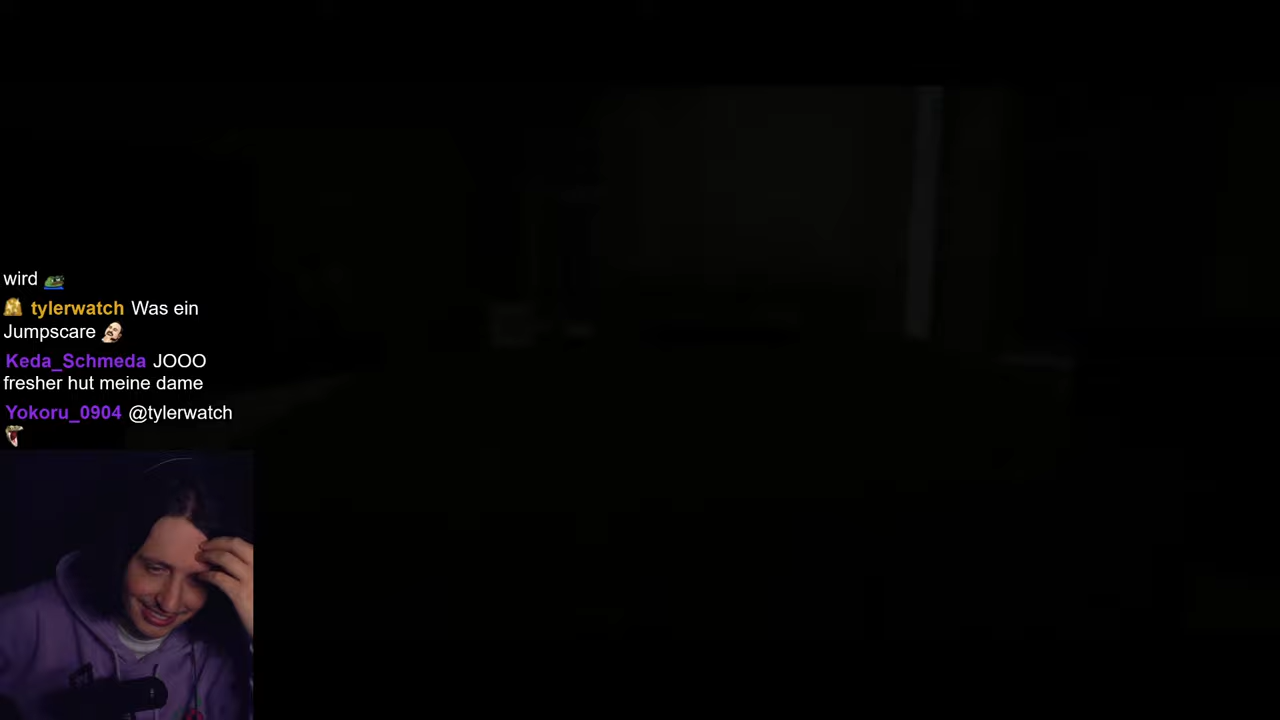 wird
tylerwatch Was ein
Jumpscare
Keda_Schmeda JOOO
fresher hut meine dame
Yokoru_0904 @tylerwatch